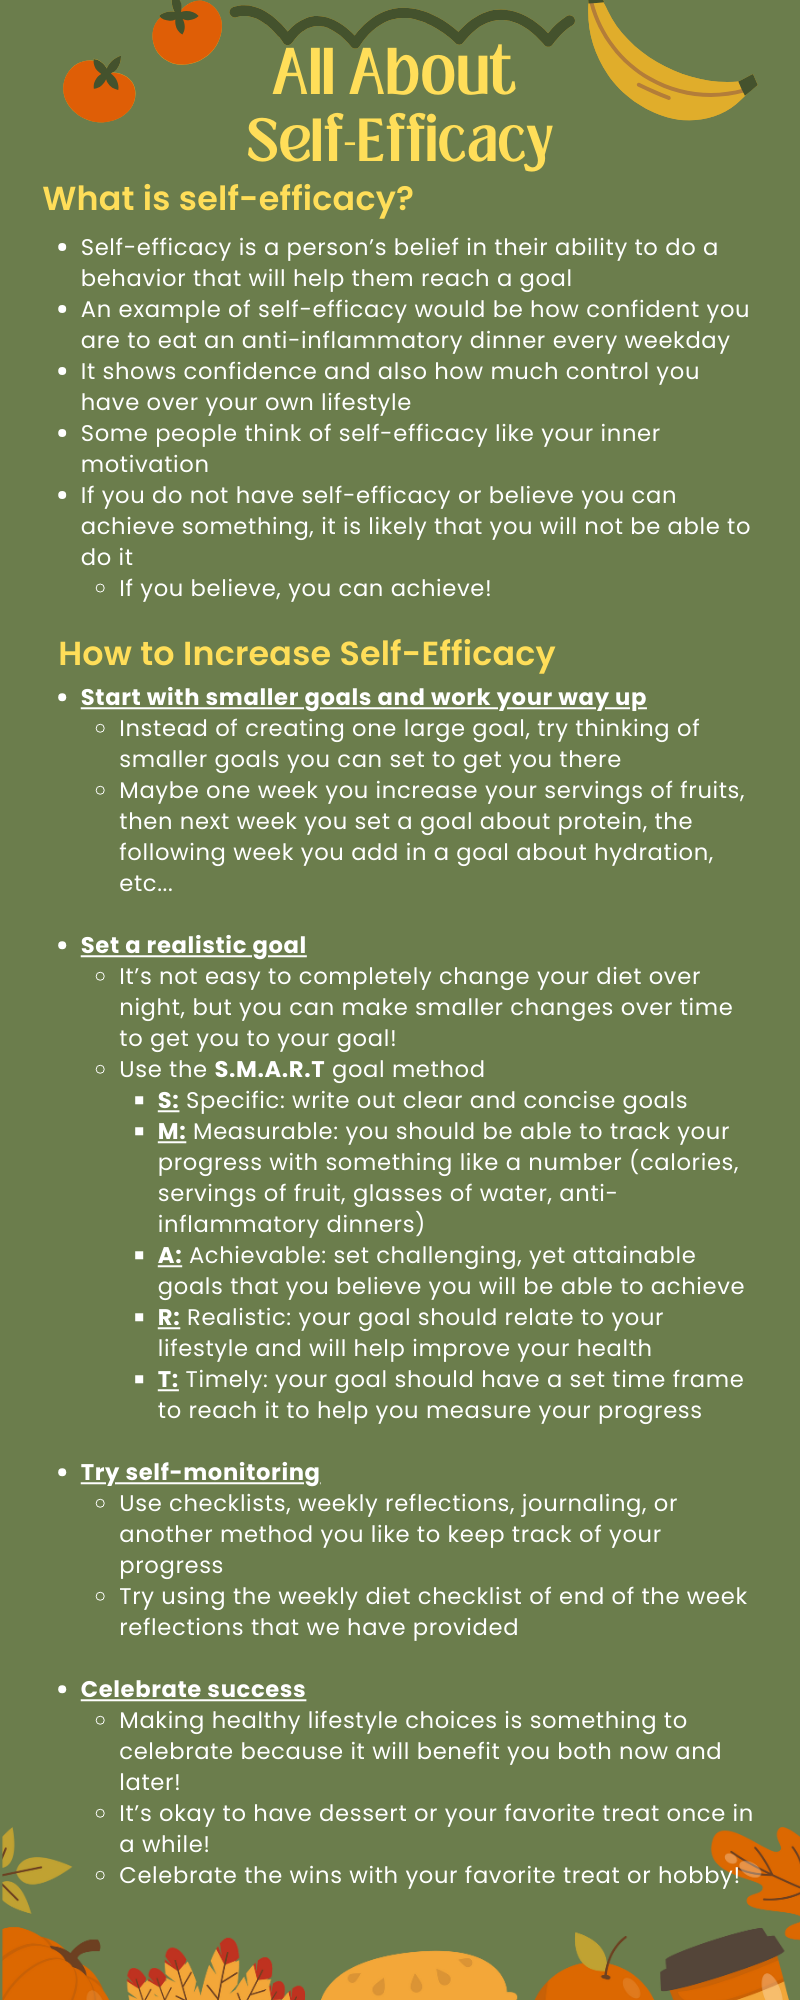 All About
Self-Efficacy
What is self-efficacy?
• Self-efficacy is a person's belief in their ability to do a
behavior that will help them reach a goal
• An example of self-efficacy would be how confident you
are to eat an anti-inflammatory dinner every weekday
• It shows confidence and also how much control you
have over your own lifestyle
• Some people think of self-efficacy like your inner
motivation
• If you do not have self-efficacy or believe you can
achieve something, it is likely that you will not be able to
do it
○ If you believe, you can achieve!
How to Increase Self-Efficacy
• Start with smaller goals and work your way up
○ Instead of creating one large goal, try thinking of
smaller goals you can set to get you there
○ Maybe one week you increase your servings of fruits,
then next week you set a goal about protein, the
following week you add in a goal about hydration,
etc...
• Set a realistic goal
○ It's not easy to completely change your diet over
night, but you can make smaller changes over time
to get you to your goal!
○ Use the S.M.A.R.T goal method
▪ S: Specific: write out clear and concise goals
▪ M: Measurable: you should be able to track your
progress with something like a number (calories,
servings of fruit, glasses of water, anti-
inflammatory dinners)
▪ A: Achievable: set challenging, yet attainable
goals that you believe you will be able to achieve
▪ R: Realistic: your goal should relate to your
lifestyle and will help improve your health
▪ T: Timely: your goal should have a set time frame
to reach it to help you measure your progress
• Try self-monitoring
○ Use checklists, weekly reflections, journaling, or
another method you like to keep track of your
progress
○ Try using the weekly diet checklist of end of the week
reflections that we have provided
• Celebrate success
○ Making healthy lifestyle choices is something to
celebrate because it will benefit you both now and
later!
○ It's okay to have dessert or your favorite treat once in
a while!
○ Celebrate the wins with your favorite treat or hobby!